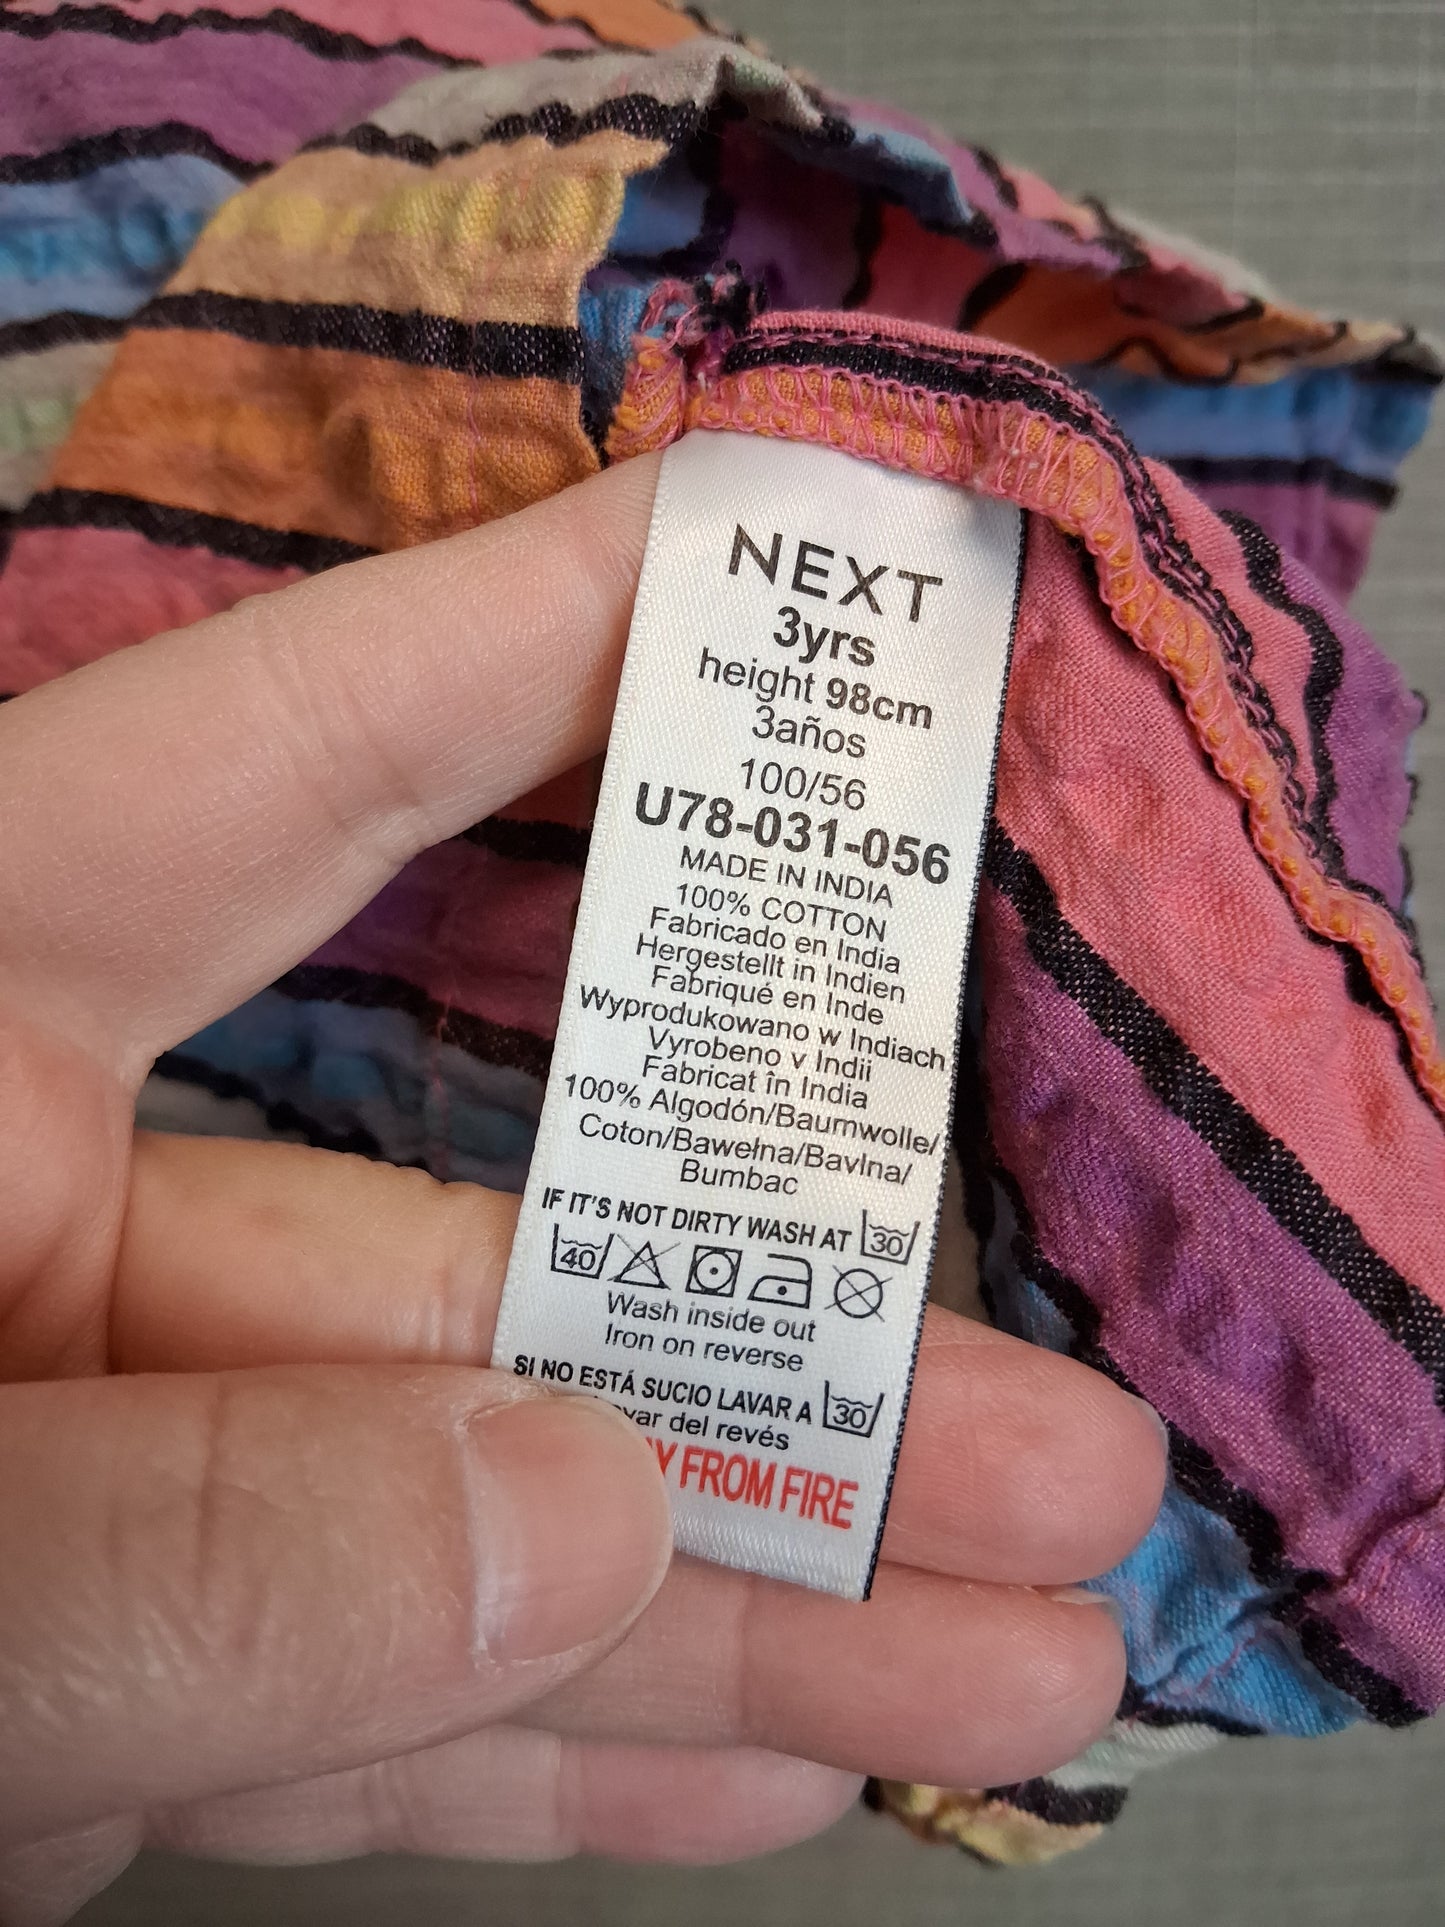 NEXT
3yrs
height 98cm
3años
100/56
U78-031-056
MADE IN INDIA
100% COTTON
Fabricado en India
Hergestellt in Indien
Fabriqué en Inde
Wyprodukowano w Indiach
Vyrobeno v Indii
Fabricat în India
100% Algodón/Baumwolle/
Coton/Bawełna/Bavlna/
Bumbac
IF IT'S NOT DIRTY WASH AT 30
40
Wash inside out
Iron on reverse
SI NO ESTÁ SUCIO LAVAR A 30
del revés
FROM FIRE